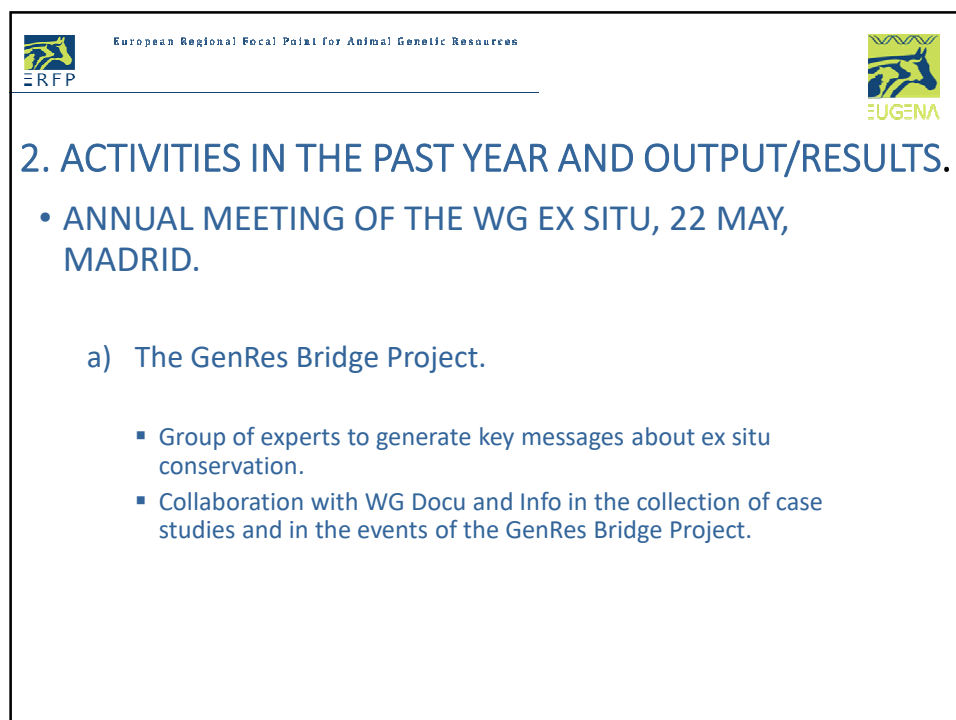 European Regional Focal Point for Animal Genetic Resources
ERFP
EUGENA
2. ACTIVITIES IN THE PAST YEAR AND OUTPUT/RESULTS.
• ANNUAL MEETING OF THE WG EX SITU, 22 MAY,
MADRID.
a) The GenRes Bridge Project.
▪ Group of experts to generate key messages about ex situ
conservation.
▪ Collaboration with WG Docu and Info in the collection of case
studies and in the events of the GenRes Bridge Project.